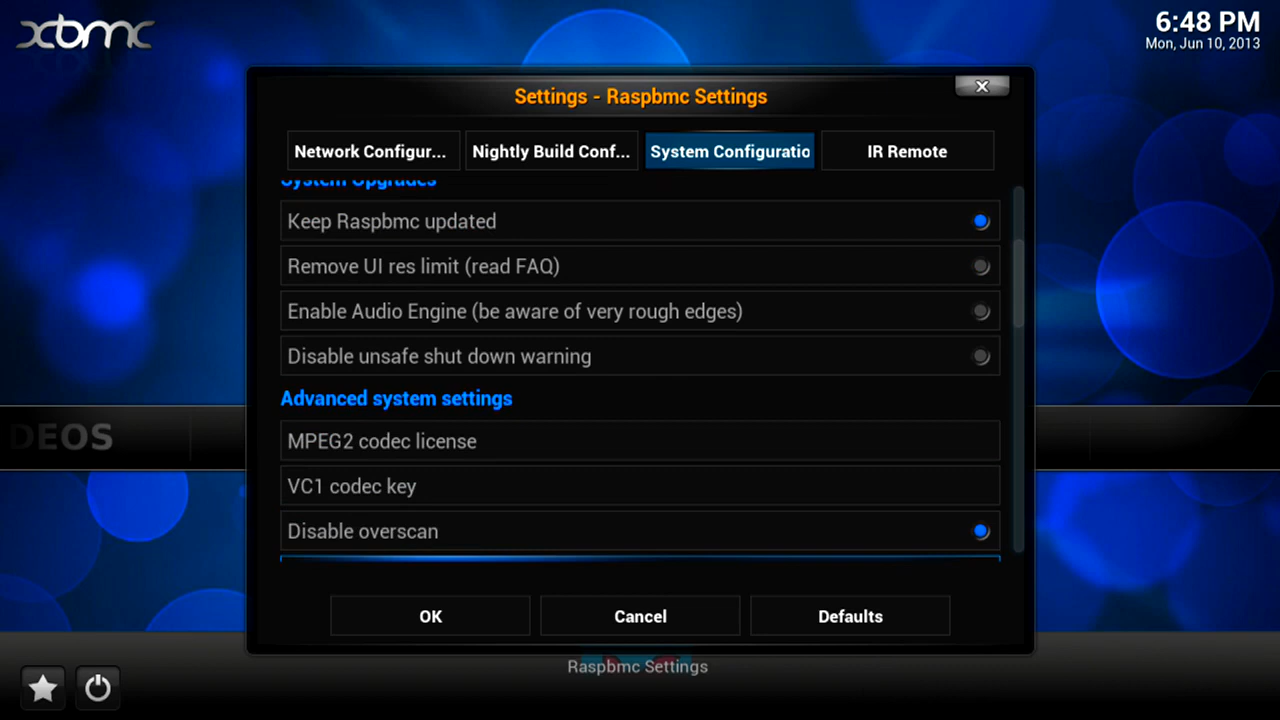 xbmc
6:48 PM
Mon, Jun 10, 2013
Settings - Raspbmc Settings
X
Network Configur...
Nightly Build Conf...
System Configuratio
IR Remote
System Upgrades
Keep Raspbmc updated
Remove UI res limit (read FAQ)
Enable Audio Engine (be aware of very rough edges)
Disable unsafe shut down warning
Advanced system settings
DEOS
MPEG2 codec license
VC1 codec key
Disable overscan
OK
Cancel
Defaults
Raspbmc Settings